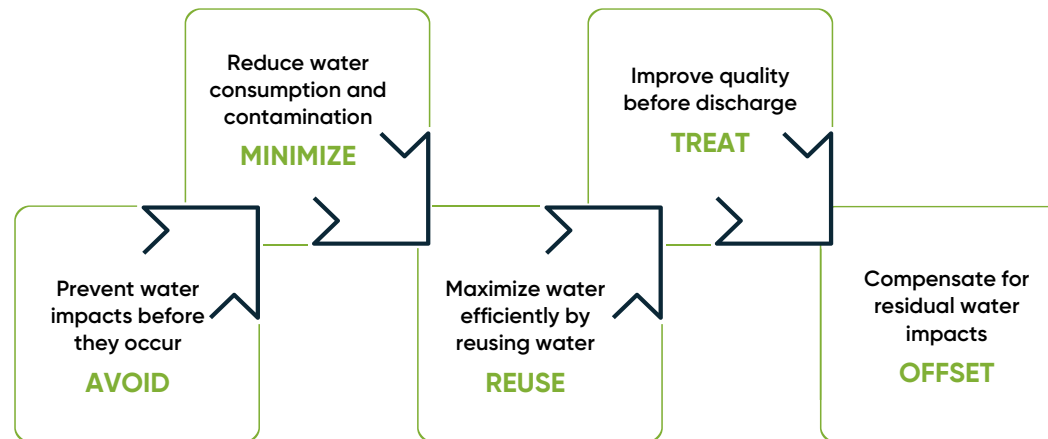 Prevent water
impacts before
they occur
AVOID
Reduce water
consumption and
contamination
MINIMIZE
Maximize water
efficiently by
reusing water
REUSE
Improve quality
before discharge
TREAT
Compensate for
residual water
impacts
OFFSET